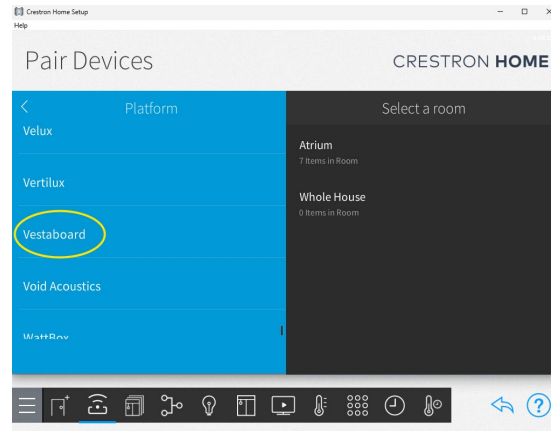 Crestron Home Setup
Help
Pair Devices
CRESTRON HOME
Platform
Velux
Vertilux
Vestaboard
Void Acoustics
WattBox
Select a room
Atrium
7 Items in Room
Whole House
0 Items in Room
?